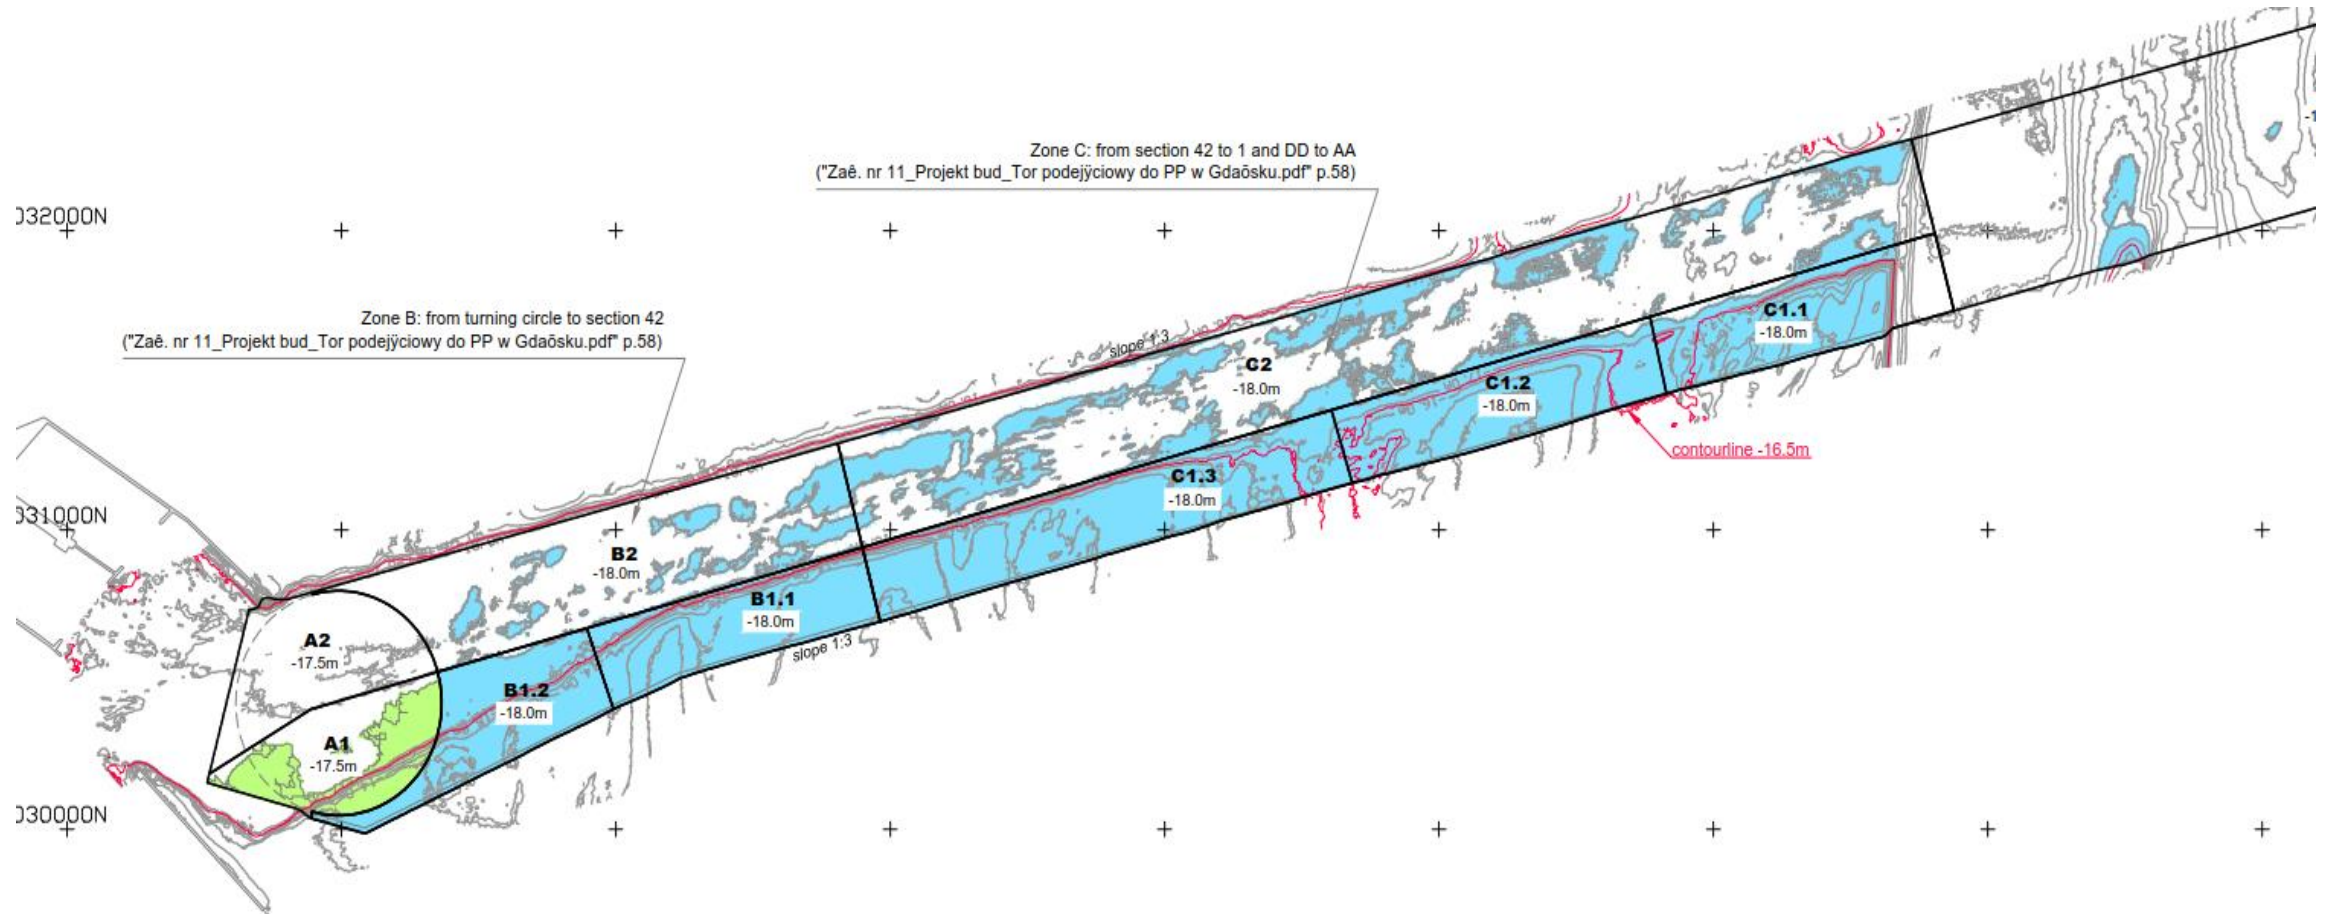 Zone C: from section 42 to 1 and DD to AA
("Zaê. nr 11_Projekt bud_Tor podejÿciowy do PP w Gdaõsku.pdf" p.58)
032000N
Zone B: from turning circle to section 42
("Zaê. nr 11_Projekt bud_Tor podejÿciowy do PP w Gdaõsku.pdf" p.58)
slope 1:3
C1.1
-18.0m
C2
-18.0m
C1.2
-18.0m
contourline -16.5m
C1.3
-18.0m
031000N
B2
-18.0m
B1.1
-18.0m
slope 1:3
A2
-17.5m
B1.2
-18.0m
A1
-17.5m
030000N